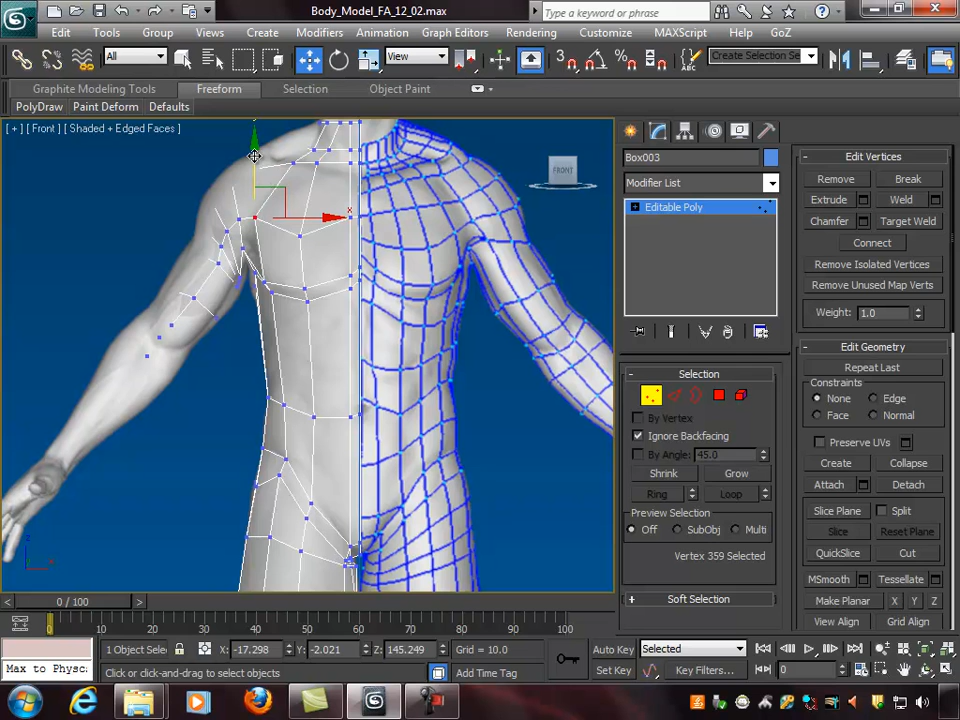 Body_Model_FA_12_02.max
Type a keyword or phrase
Edit Tools Group Views Create Modifiers Animation Graph Editors Rendering Customize MAXScript Help GoZ
All View Create Selection Se
Graphite Modeling Tools Freeform Selection Object Paint
PolyDraw Paint Deform Defaults
[ + ] [ Front ] [ Shaded + Edged Faces ]
FRONT
x
Box003
Modifier List
Editable Poly
Selection
By Vertex
Ignore Backfacing
By Angle: 45.0
Shrink Grow
Ring Loop
Preview Selection
Off SubObj Multi
Vertex 359 Selected
Soft Selection
Edit Vertices
Remove Break
Extrude Weld
Chamfer Target Weld
Connect
Remove Isolated Vertices
Remove Unused Map Verts
Weight: 1.0
Edit Geometry
Repeat Last
Constraints
None Edge
Face Normal
Preserve UVs
Create Collapse
Attach Detach
Slice Plane Split
Slice Reset Plane
QuickSlice Cut
MSmooth Tessellate
Make Planar X Y Z
View Align Grid Align
0 / 100
10 20 30 40 50 60 70 80 90 100
1 Object Selec X: -17.298 Y: -2.021 Z: 145.249 Grid = 10.0
Auto Key Selected
Max to Physc
Click or click-and-drag to select objects
Add Time Tag
Set Key Key Filters...
0
4:10 PM